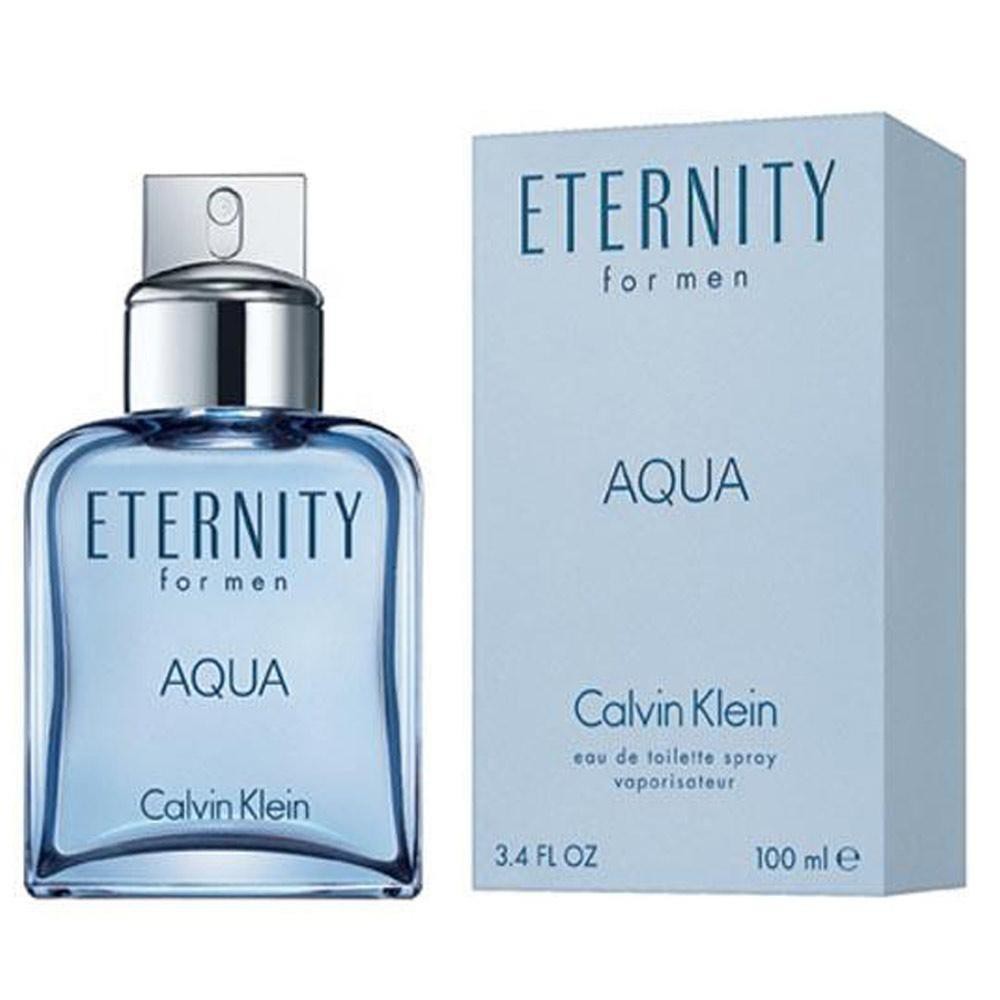 ETERNITY
for men
AQUA
Calvin Klein
ETERNITY
for men
AQUA
Calvin Klein
eau de toilette spray
vaporisateur
3.4 FL OZ 100 ml ℮